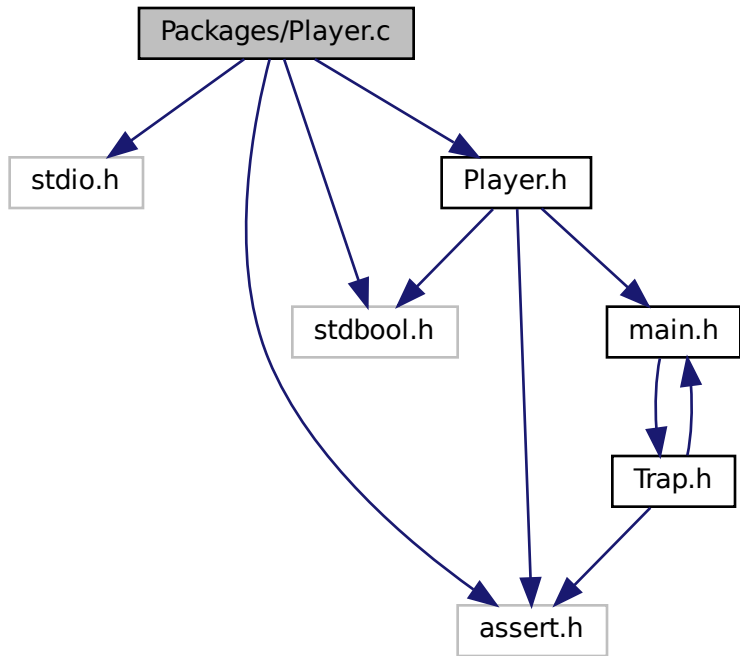 Packages/Player.c
stdio.h
Player.h
stdbool.h
main.h
Trap.h
assert.h